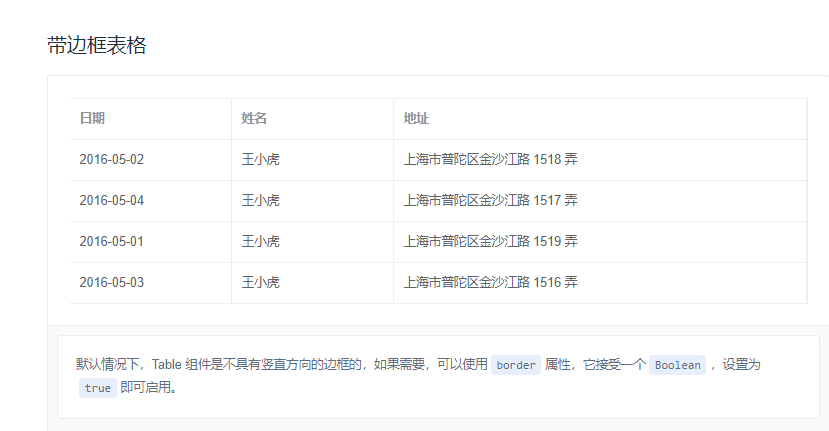 带边框表格
日期 姓名 地址
2016-05-02 王小虎 上海市普陀区金沙江路 1518 弄
2016-05-04 王小虎 上海市普陀区金沙江路 1517 弄
2016-05-01 王小虎 上海市普陀区金沙江路 1519 弄
2016-05-03 王小虎 上海市普陀区金沙江路 1516 弄
默认情况下，Table 组件是不具有竖直方向的边框的，如果需要，可以使用 border 属性，它接受一个 Boolean ，设置为
true 即可启用。